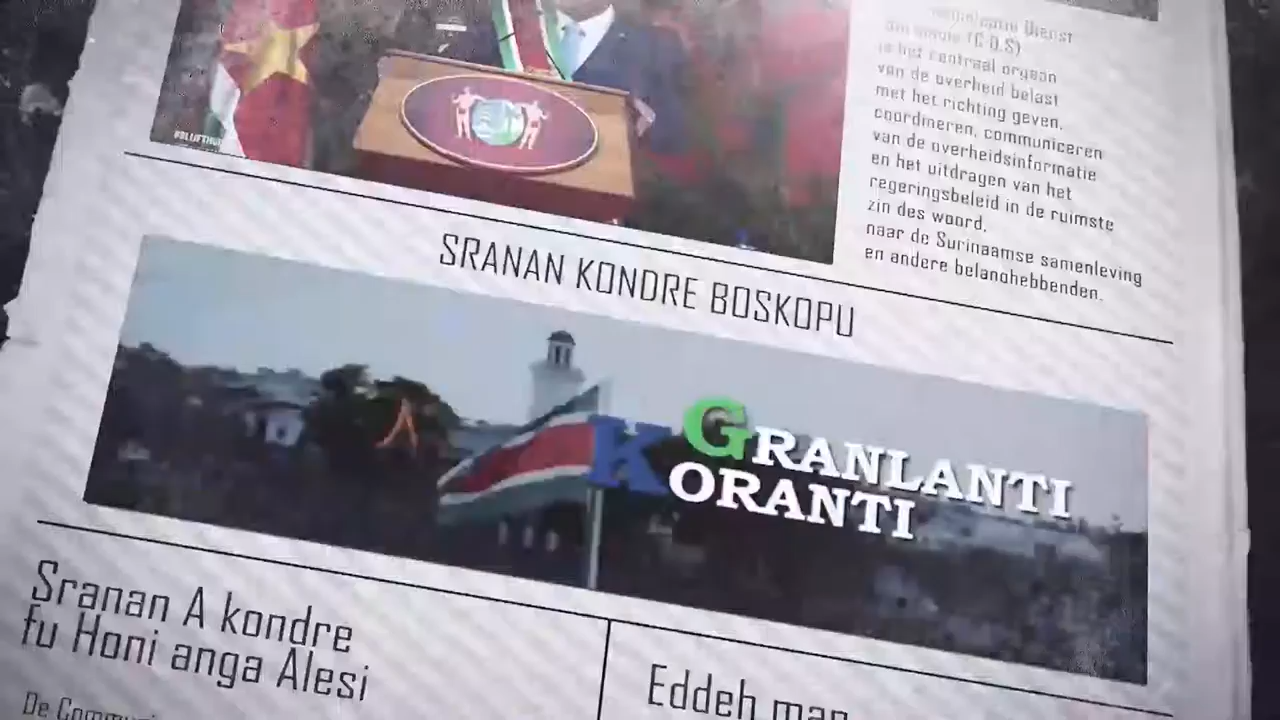 Dienst
(C.D.S)
is het centraal orgaan
van de overheid belast
met het richting geven,
coordineren, communiceren
van de overheidsinformatie
en het uitdragen van het
regeringsbeleid in de ruimste
zin des woord,
naar de Surinaamse samenleving
en andere belanghebbenden.
SRANAN KONDRE BOSKOPU
GRANLANTI
KORANTI
Sranan A kondre
fu Honi anga Alesi
De
Eddeh man